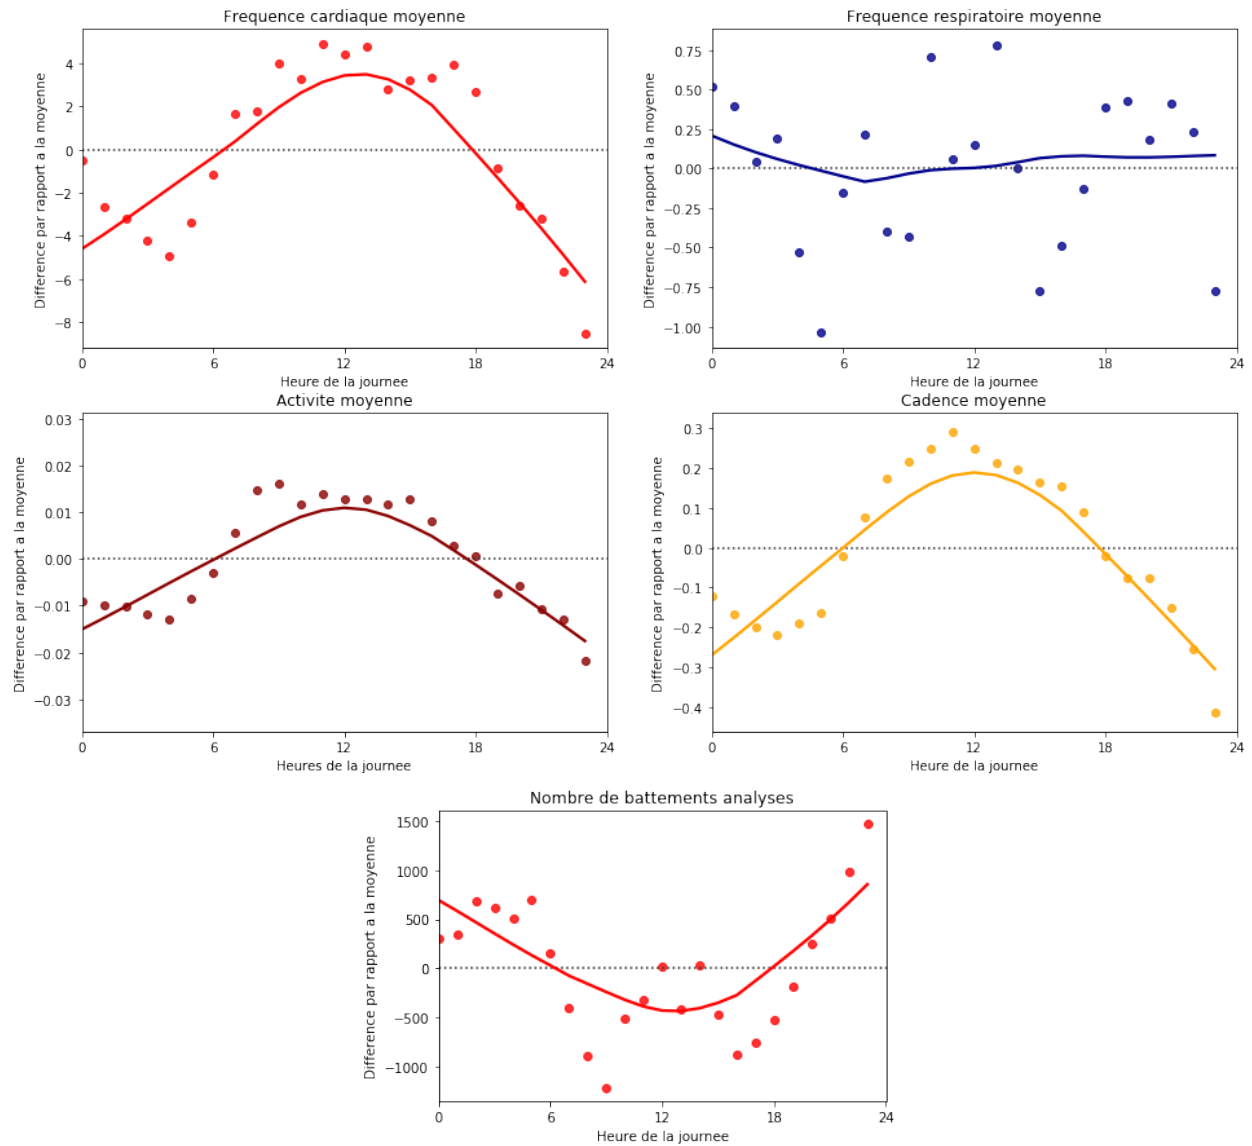 Frequence cardiaque moyenne
Difference par rapport a la moyenne
4
2
0
−2
−4
−6
−8
0 6 12 18 24
Heure de la journee
Frequence respiratoire moyenne
Difference par rapport a la moyenne
0.75
0.50
0.25
0.00
−0.25
−0.50
−0.75
−1.00
0 6 12 18 24
Heure de la journee
Activite moyenne
Difference par rapport a la moyenne
0.03
0.02
0.01
0.00
−0.01
−0.02
−0.03
0 6 12 18 24
Heures de la journee
Cadence moyenne
Difference par rapport a la moyenne
0.3
0.2
0.1
0.0
−0.1
−0.2
−0.3
−0.4
0 6 12 18 24
Heure de la journee
Nombre de battements analyses
Difference par rapport a la moyenne
1500
1000
500
0
−500
−1000
0 6 12 18 24
Heure de la journee